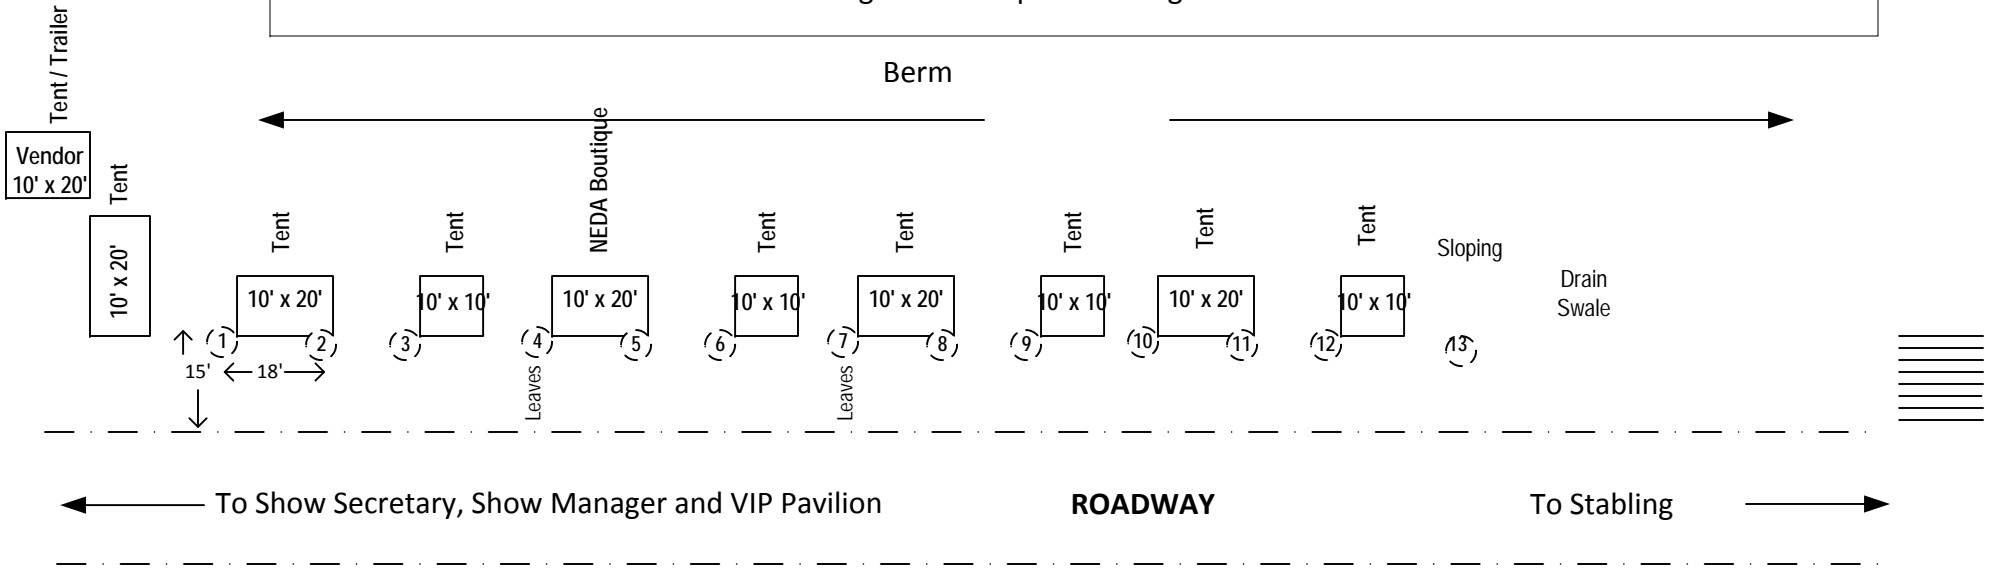 Berm
Tent / Trailer
Vendor
10' x 20'
Tent
10' x 20'
Tent
10' x 20'
Tent
10' x 10'
NEDA Boutique
10' x 20'
Tent
10' x 10'
Tent
10' x 20'
Tent
10' x 10'
Tent
10' x 20'
Tent
10' x 10'
Sloping
Drain
Swale
1
2
3
4
5
6
7
8
9
10
11
12
13
15'
18'
Leaves
Leaves
To Show Secretary, Show Manager and VIP Pavilion
ROADWAY
To Stabling